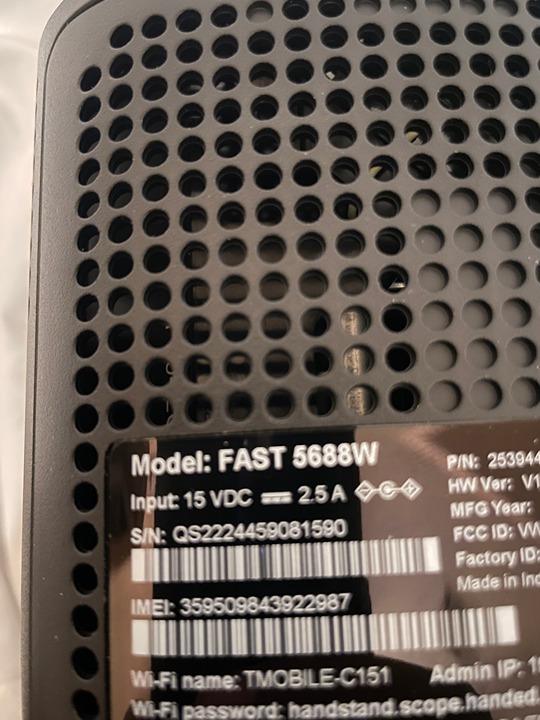 Model: FAST 5688W
Input: 15 VDC 2.5 A
S/N: QS2224459081590
IMEI: 359509843922987
Wi-Fi name: TMOBILE-C151
Wi-Fi password: handstand.scope.handed.
P/N: 253944
HW Ver: V1
MFG Year:
FCC ID: VW
Factory ID:
Made in Ind
Admin IP: 19